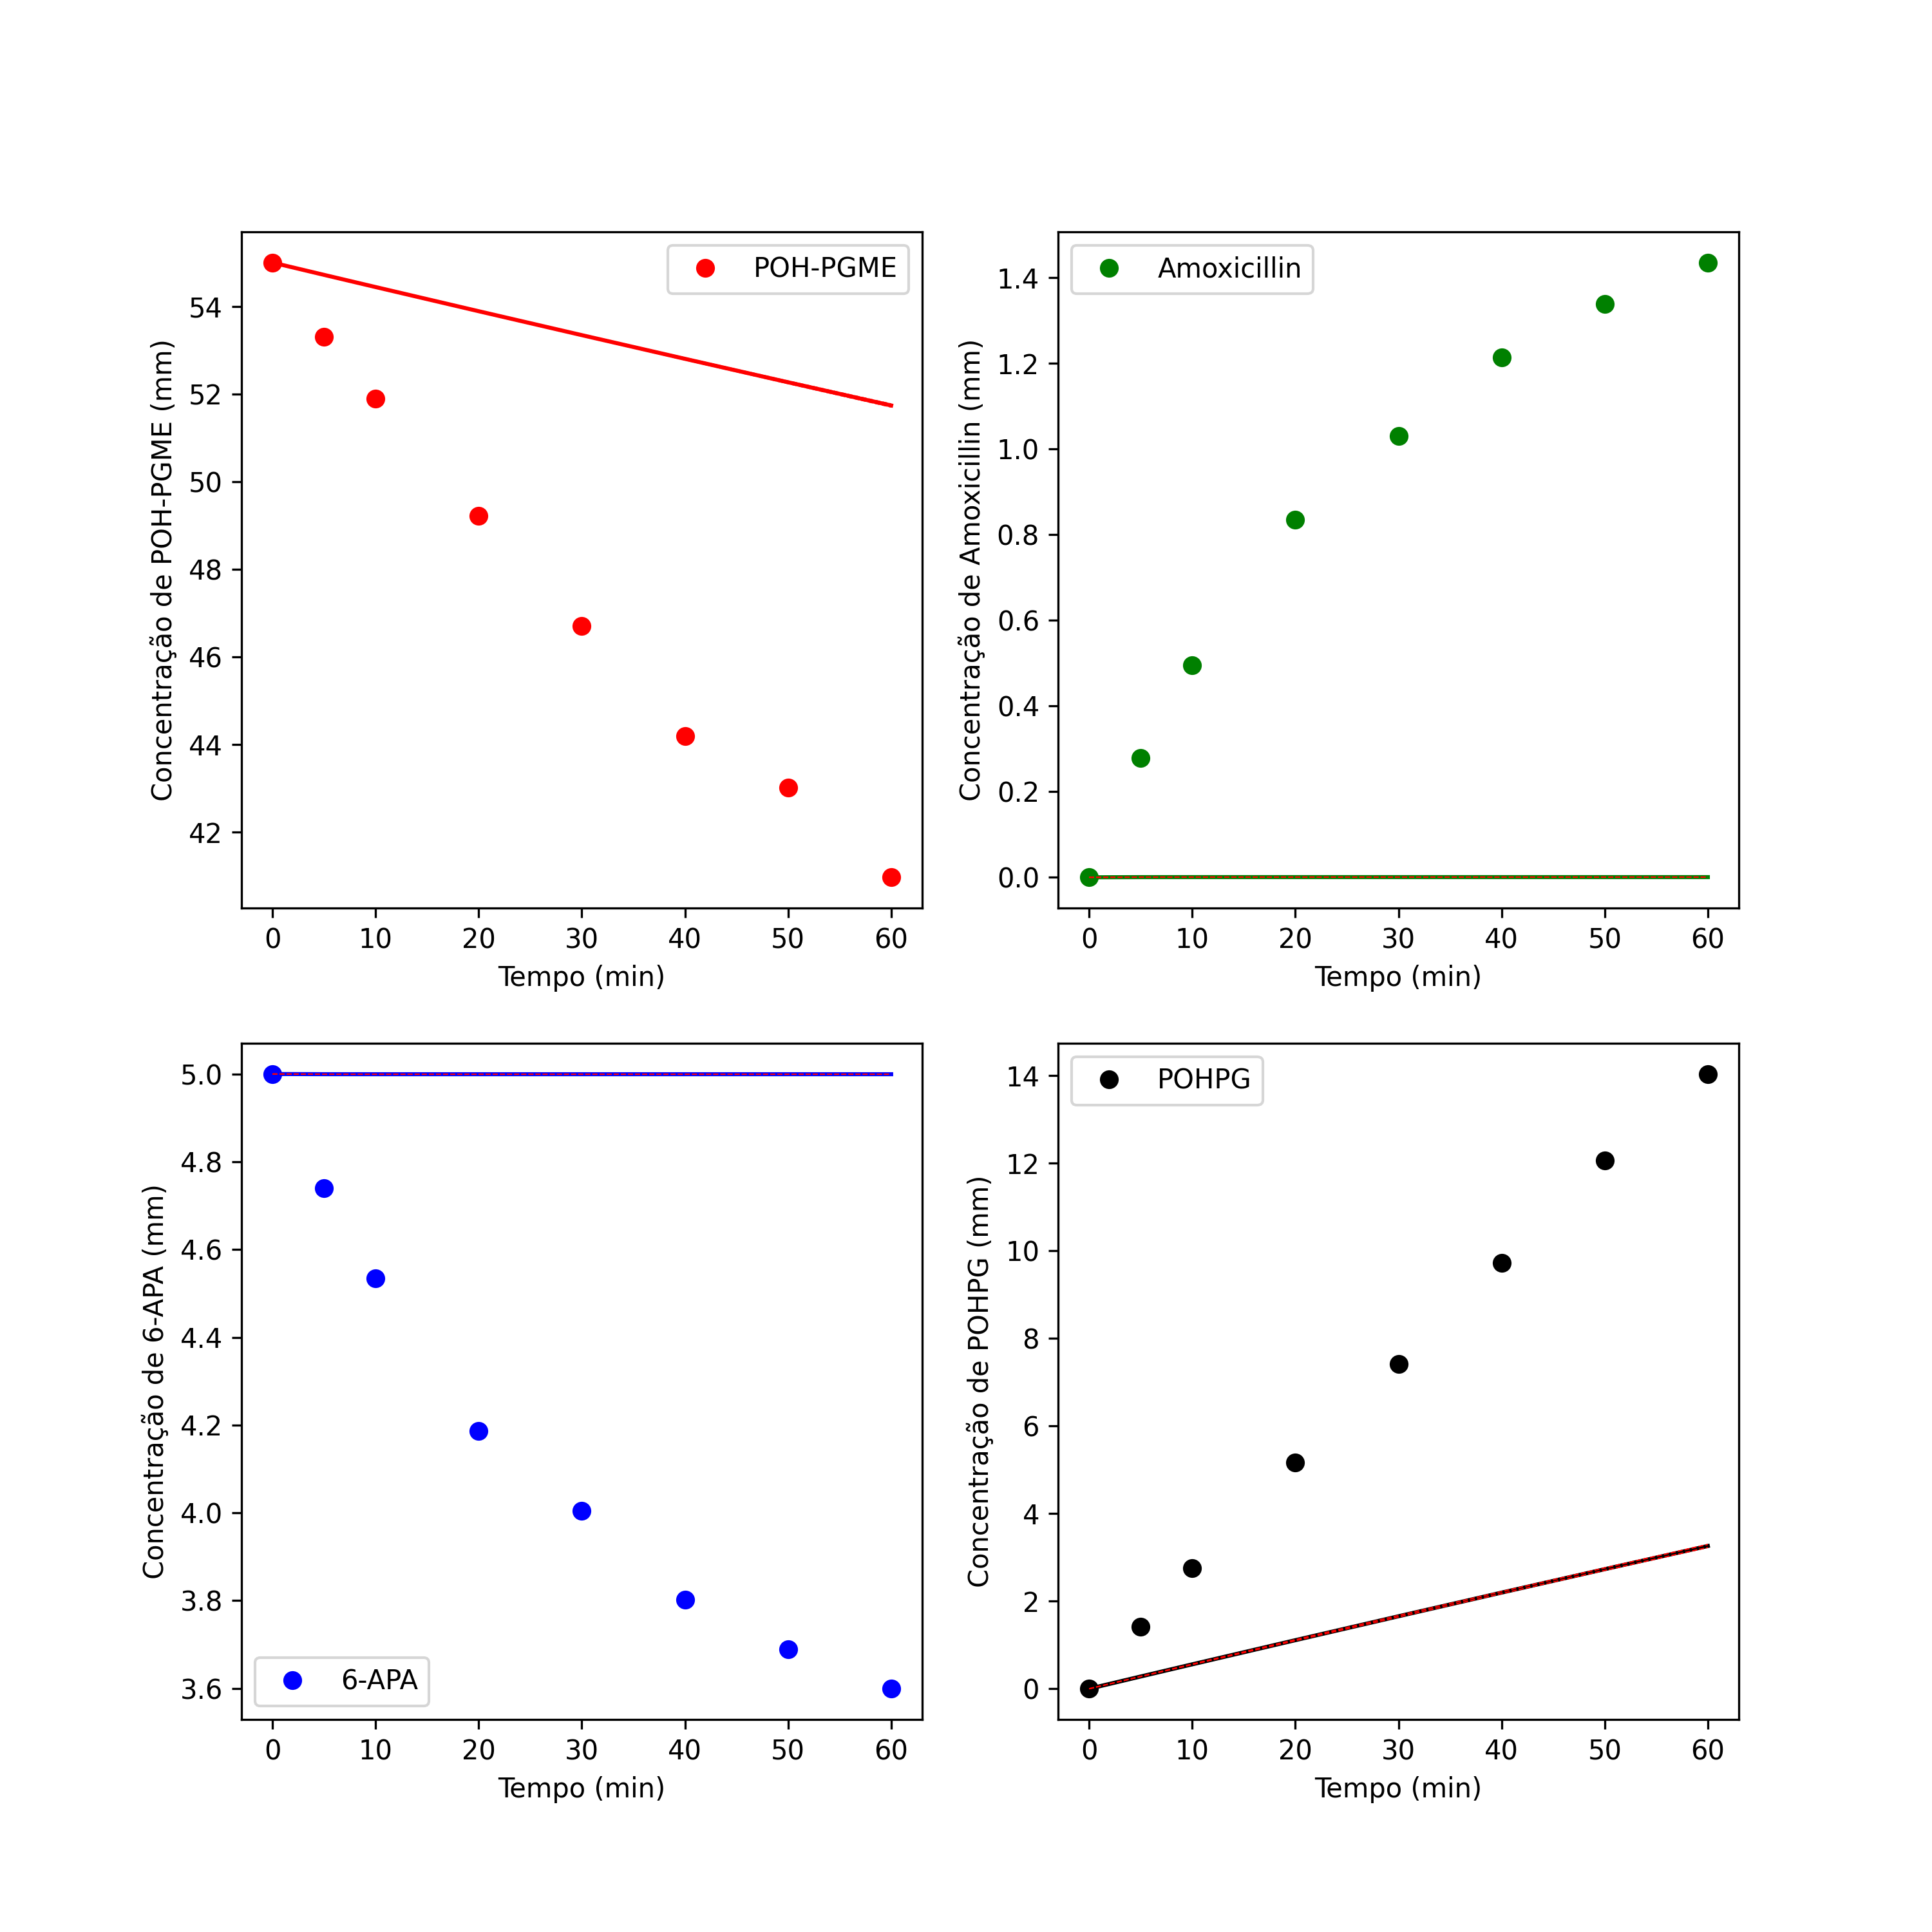 POH-PGME
54
52
50
48
46
44
42
Concentração de POH-PGME (mm)
0 10 20 30 40 50 60
Tempo (min)
Amoxicillin
1.4
1.2
1.0
0.8
0.6
0.4
0.2
0.0
Concentração de Amoxicillin (mm)
0 10 20 30 40 50 60
Tempo (min)
5.0
4.8
4.6
4.4
4.2
4.0
3.8
3.6
Concentração de 6-APA (mm)
6-APA
0 10 20 30 40 50 60
Tempo (min)
POHPG
14
12
10
8
6
4
2
0
Concentração de POHPG (mm)
0 10 20 30 40 50 60
Tempo (min)